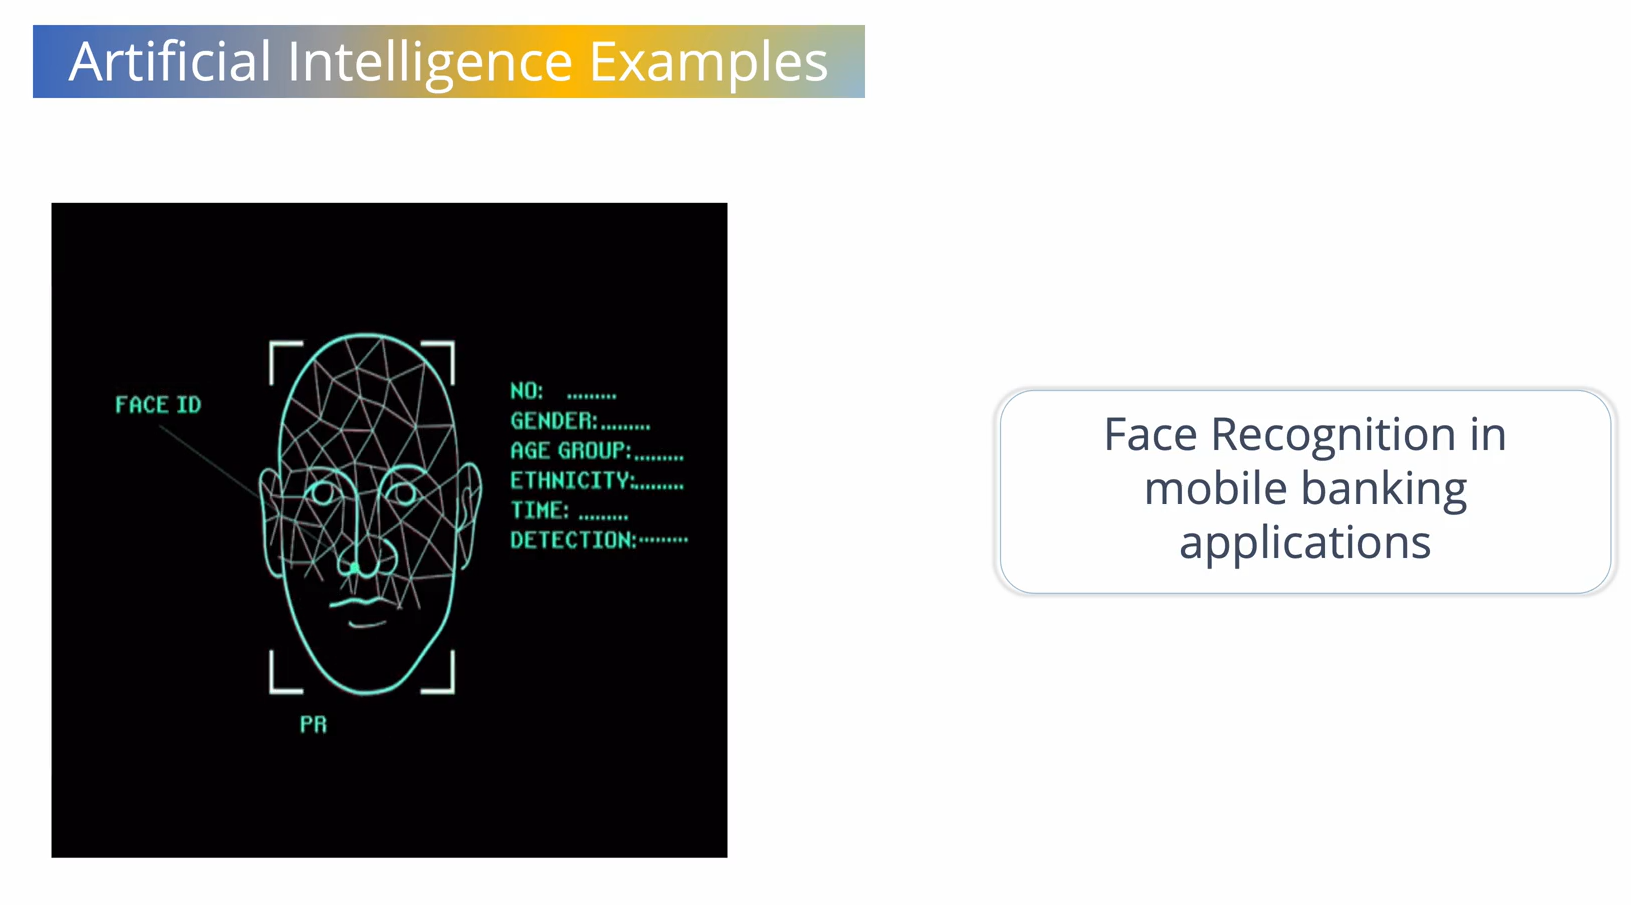 Artificial Intelligence Examples
FACE ID
NO: .........
GENDER:.........
AGE GROUP:.........
ETHNICITY:.........
TIME: .........
DETECTION:.........
PR
Face Recognition in
mobile banking
applications